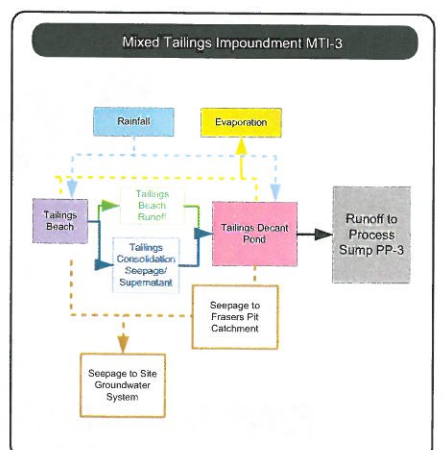 Mixed Tailings Impoundment MTI-3
Rainfall
Evaporation
Tailings
Beach
Tailings
Beach
Runoff
Tailings
Consolidation
Seepage/
Supernatant
Tailings Decant
Pond
Runoff to
Process
Sump PP-3
Seepage to
Frasers Pit
Catchment
Seepage to Site
Groundwater
System